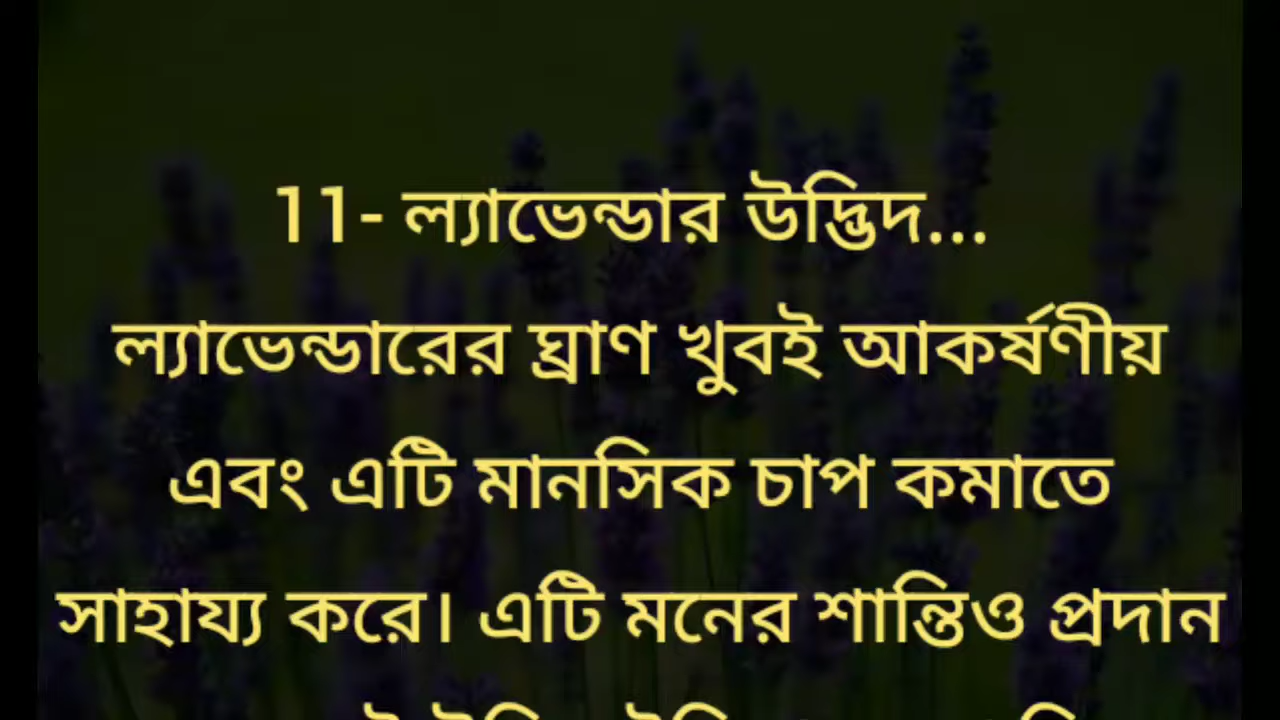 11- ল্যাভেন্ডার উদ্ভিদ...
ল্যাভেন্ডারের ঘ্রাণ খুবই আকর্ষণীয়
এবং এটি মানসিক চাপ কমাতে
সাহায্য করে। এটি মনের শান্তিও প্রদান